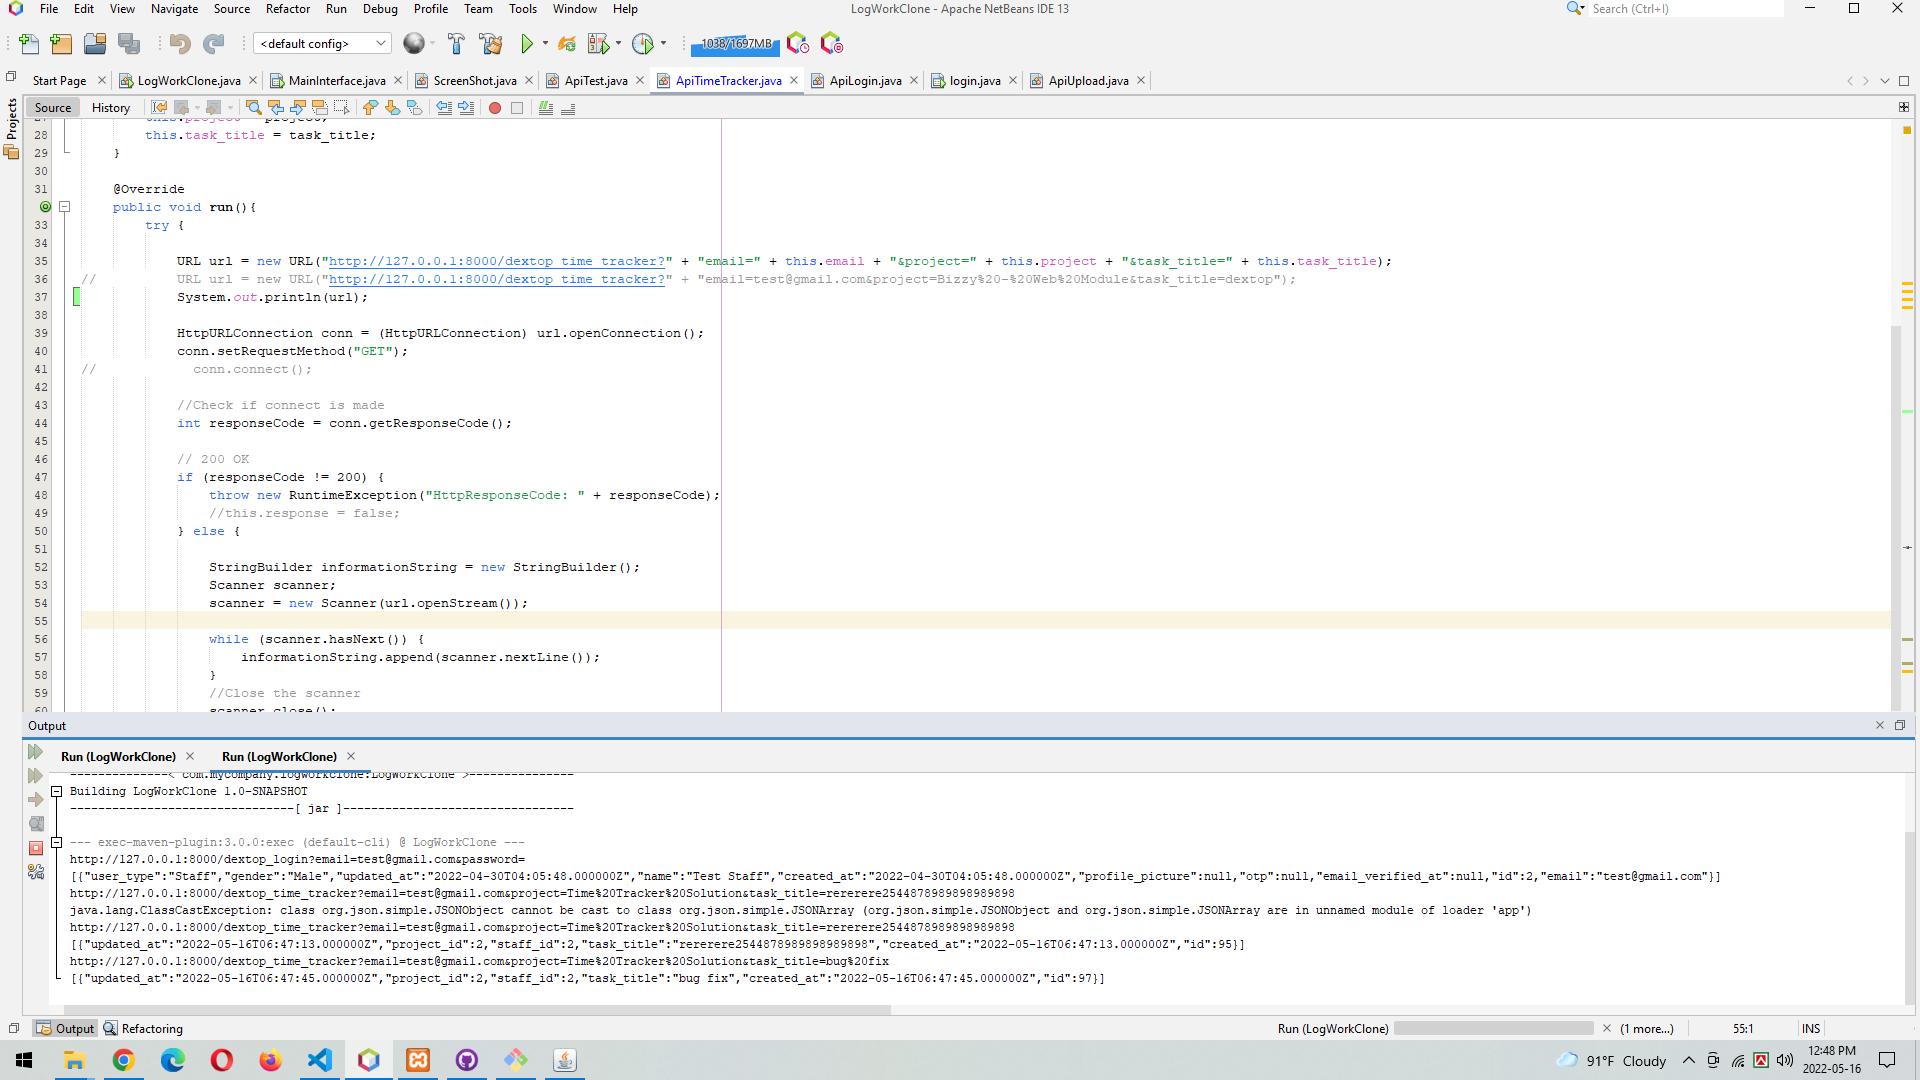 File Edit View Navigate Source Refactor Run Debug Profile Team Tools Window Help
LogWorkClone - Apache NetBeans IDE 13
Search (Ctrl+I)
<default config>
1038/1697MB
Start Page LogWorkClone.java MainInterface.java ScreenShot.java ApiTest.java ApiTimeTracker.java ApiLogin.java login.java ApiUpload.java
Projects
Source History
27 this.project = project;
28 this.task_title = task_title;
29 }
30
31 @Override
public void run(){
33 try {
34
35 URL url = new URL("http://127.0.0.1:8000/dextop_time_tracker?" + "email=" + this.email + "&project=" + this.project + "&task_title=" + this.task_title);
36 // URL url = new URL("http://127.0.0.1:8000/dextop_time_tracker?" + "email=test@gmail.com&project=Bizzy%20-%20Web%20Module&task_title=dextop");
37 System.out.println(url);
38
39 HttpURLConnection conn = (HttpURLConnection) url.openConnection();
40 conn.setRequestMethod("GET");
41 // conn.connect();
42
43 //Check if connect is made
44 int responseCode = conn.getResponseCode();
45
46 // 200 OK
47 if (responseCode != 200) {
48 throw new RuntimeException("HttpResponseCode: " + responseCode);
49 //this.response = false;
50 } else {
51
52 StringBuilder informationString = new StringBuilder();
53 Scanner scanner;
54 scanner = new Scanner(url.openStream());
55
56 while (scanner.hasNext()) {
57 informationString.append(scanner.nextLine());
58 }
59 //Close the scanner
60 scanner.close();
Output
Run (LogWorkClone) Run (LogWorkClone)
--------------< com.mycompany:LogWorkClone >---------------
Building LogWorkClone 1.0-SNAPSHOT
--------------------------------[ jar ]---------------------------------
--- exec-maven-plugin:3.0.0:exec (default-cli) @ LogWorkClone ---
http://127.0.0.1:8000/dextop_login?email=test@gmail.com&password=
[{"user_type":"Staff","gender":"Male","updated_at":"2022-04-30T04:05:48.000000Z","name":"Test Staff","created_at":"2022-04-30T04:05:48.000000Z","profile_picture":null,"otp":null,"email_verified_at":null,"id":2,"email":"test@gmail.com"}]
http://127.0.0.1:8000/dextop_time_tracker?email=test@gmail.com&project=Time%20Tracker%20Solution&task_title=rererere2544878989898989898
java.lang.ClassCastException: class org.json.simple.JSONObject cannot be cast to class org.json.simple.JSONArray (org.json.simple.JSONObject and org.json.simple.JSONArray are in unnamed module of loader 'app')
http://127.0.0.1:8000/dextop_time_tracker?email=test@gmail.com&project=Time%20Tracker%20Solution&task_title=rererere2544878989898989898
[{"updated_at":"2022-05-16T06:47:13.000000Z","project_id":2,"staff_id":2,"task_title":"rererere2544878989898989898","created_at":"2022-05-16T06:47:13.000000Z","id":95}]
http://127.0.0.1:8000/dextop_time_tracker?email=test@gmail.com&project=Time%20Tracker%20Solution&task_title=bug%20fix
[{"updated_at":"2022-05-16T06:47:45.000000Z","project_id":2,"staff_id":2,"task_title":"bug fix","created_at":"2022-05-16T06:47:45.000000Z","id":97}]
Output Refactoring
Run (LogWorkClone) (1 more...) 55:1 INS
91°F Cloudy
12:48 PM
2022-05-16